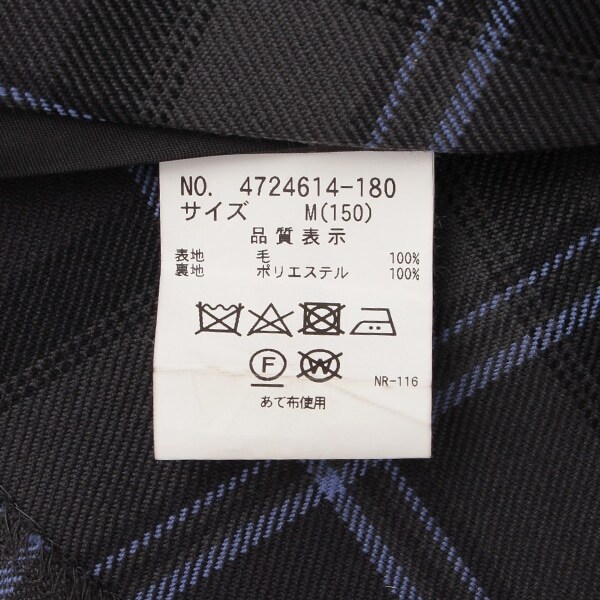 NO. 4724614-180
サイズ M(150)
品質表示
表地 毛 100%
裏地 ポリエステル 100%
F W
NR-116
あて布使用